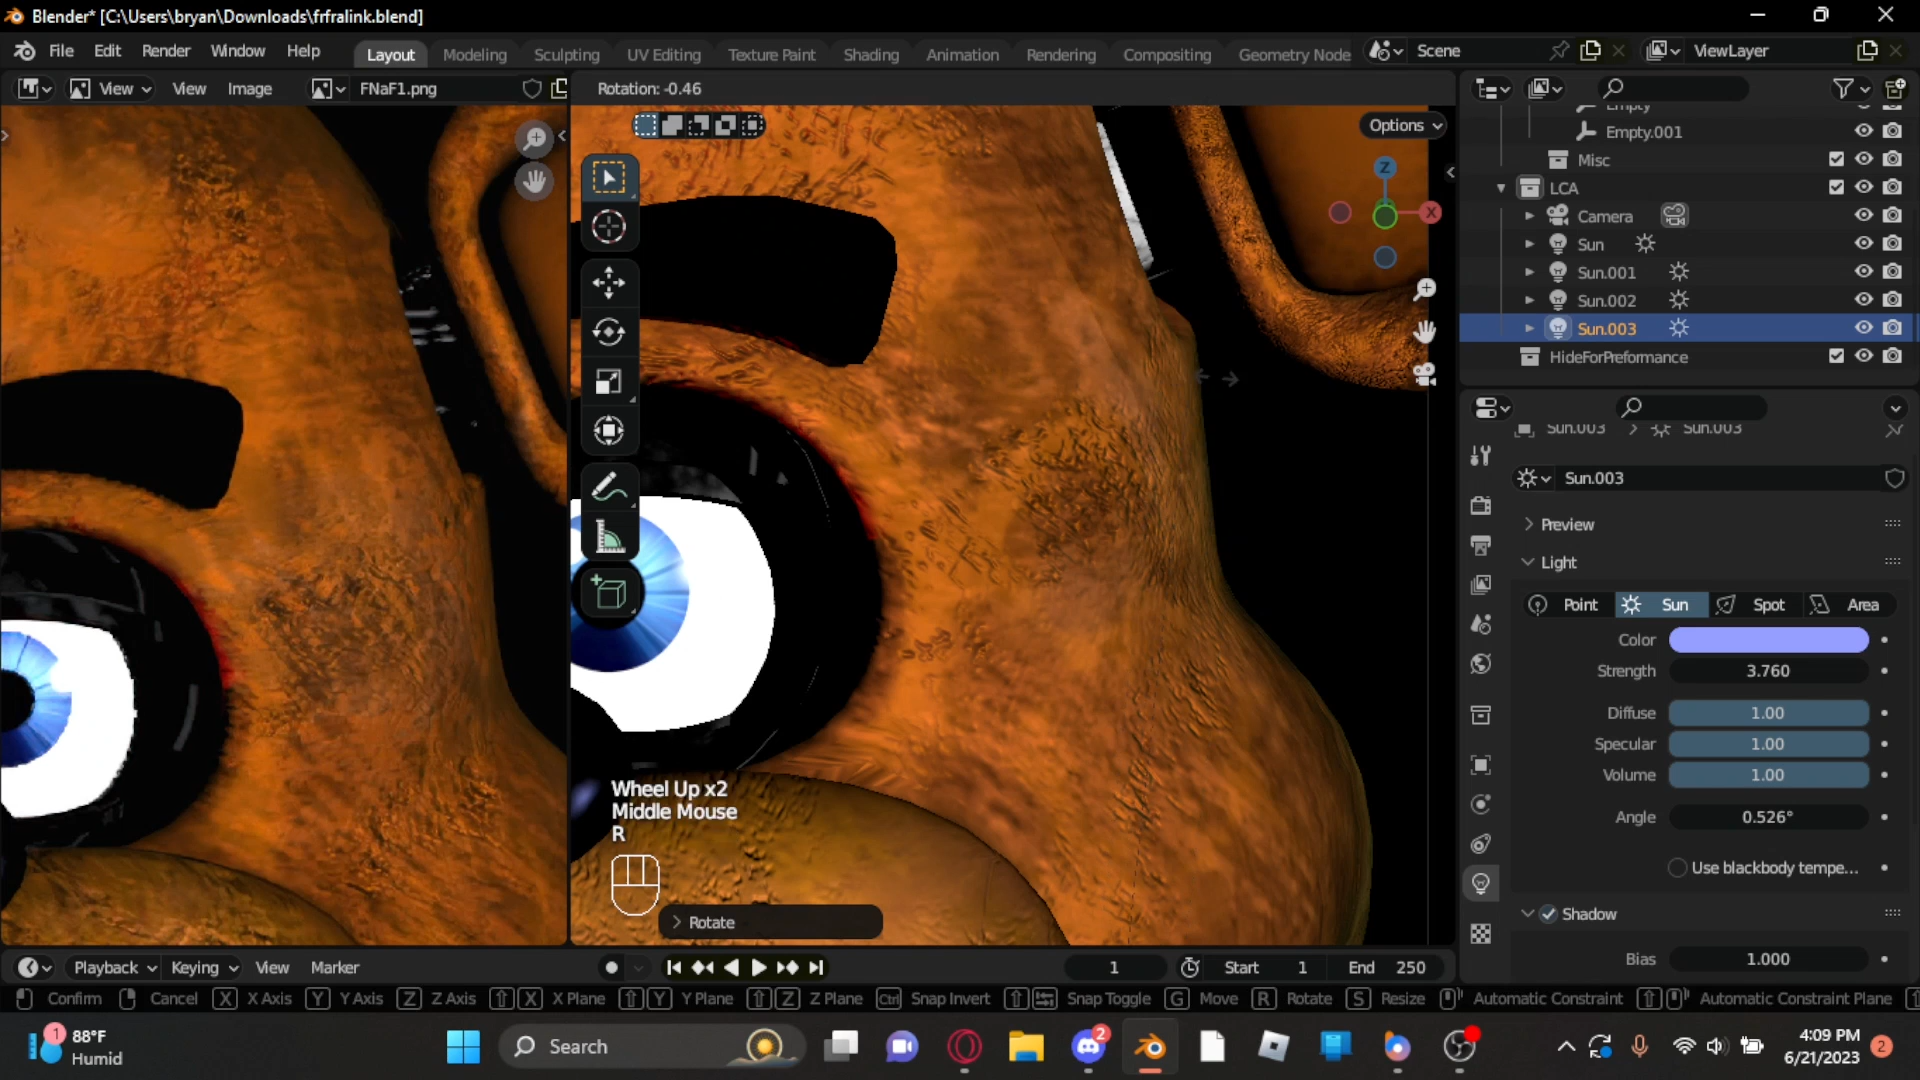 Blender* [C:\Users\bryan\Downloads\frfralink.blend]
File Edit Render Window Help Layout Modeling Sculpting UV Editing Texture Paint Shading Animation Rendering Compositing Geometry Node Scene ViewLayer
View View Image FNaF1.png Rotation: -0.46
Options
Z
X
Empty
Empty.001
Misc
LCA
Camera
Sun
Sun.001
Sun.002
Sun.003
HideForPreformance
Sun.003 > Sun.003
Sun.003
Preview
Light
Point Sun Spot Area
Color
Strength 3.760
Diffuse 1.00
Specular 1.00
Volume 1.00
Angle 0.526°
Use blackbody tempe...
Shadow
Bias 1.000
Wheel Up x2
Middle Mouse
R
Rotate
Playback Keying View Marker 1 Start 1 End 250
Confirm Cancel X X Axis Y Y Axis Z Z Axis X X Plane Y Y Plane Z Z Plane Ctrl Snap Invert Snap Toggle G Move R Rotate S Resize Automatic Constraint Automatic Constraint Plane
1 88°F
Humid
Search
2
4:09 PM
6/21/2023
2